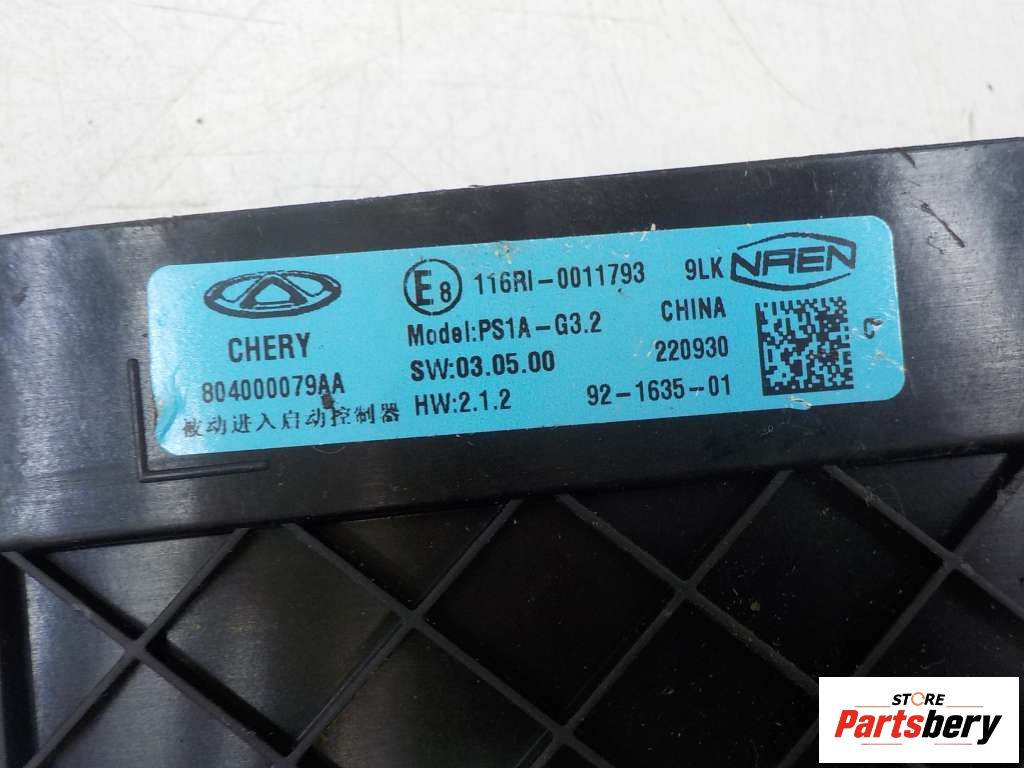 CHERY
804000079AA
被动进入启动控制器
E8 116RI-0011793
Model:PS1A-G3.2
SW:03.05.00
HW:2.1.2
9LK NAEN
CHINA
220930
92-1635-01
C
STORE
Partsbery